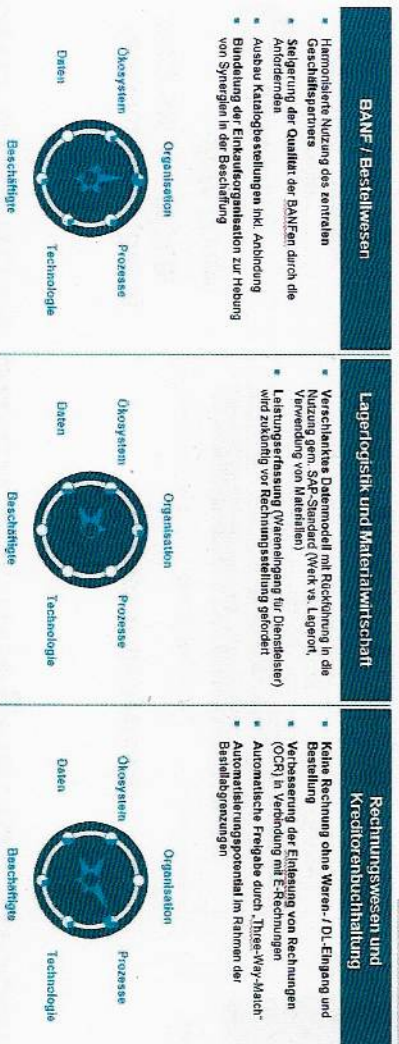 BANF / Bestellwesen
Harmonisierte Nutzung des zentralen
Geschäftspartners
Steigerung der Qualität der BANFen durch die
Anfordernden
Ausbau Katalogbestellungen inkl. Anbindung
Bündelung der Einkaufsorganisation zur Hebung
von Synergien in der Beschaffung
Organisation
Ökosystem
Prozesse
Daten
Technologie
Beschäftigte
Lagerlogistik und Materialwirtschaft
Verschlanktes Datenmodell mit Rückführung in die
Nutzung gem. SAP-Standard (Werk vs. Lagerort,
Verwendung von Materialien)
Leistungserfassung (Wareneingang für Dienstleister)
wird zukünftig vor Rechnungsstellung gefordert
Organisation
Ökosystem
Prozesse
Daten
Technologie
Beschäftigte
Rechnungswesen und
Kreditorenbuchhaltung
Keine Rechnung ohne Waren-/ DL-Eingang und
Bestellung
Verbesserung der Einlesung von Rechnungen
(OCR) in Verbindung mit E-Rechnungen
Automatische Freigabe durch „Three-Way-Match“
Automatisierungspotential im Rahmen der
Bestellabgrenzungen
Organisation
Ökosystem
Prozesse
Daten
Technologie
Beschäftigte